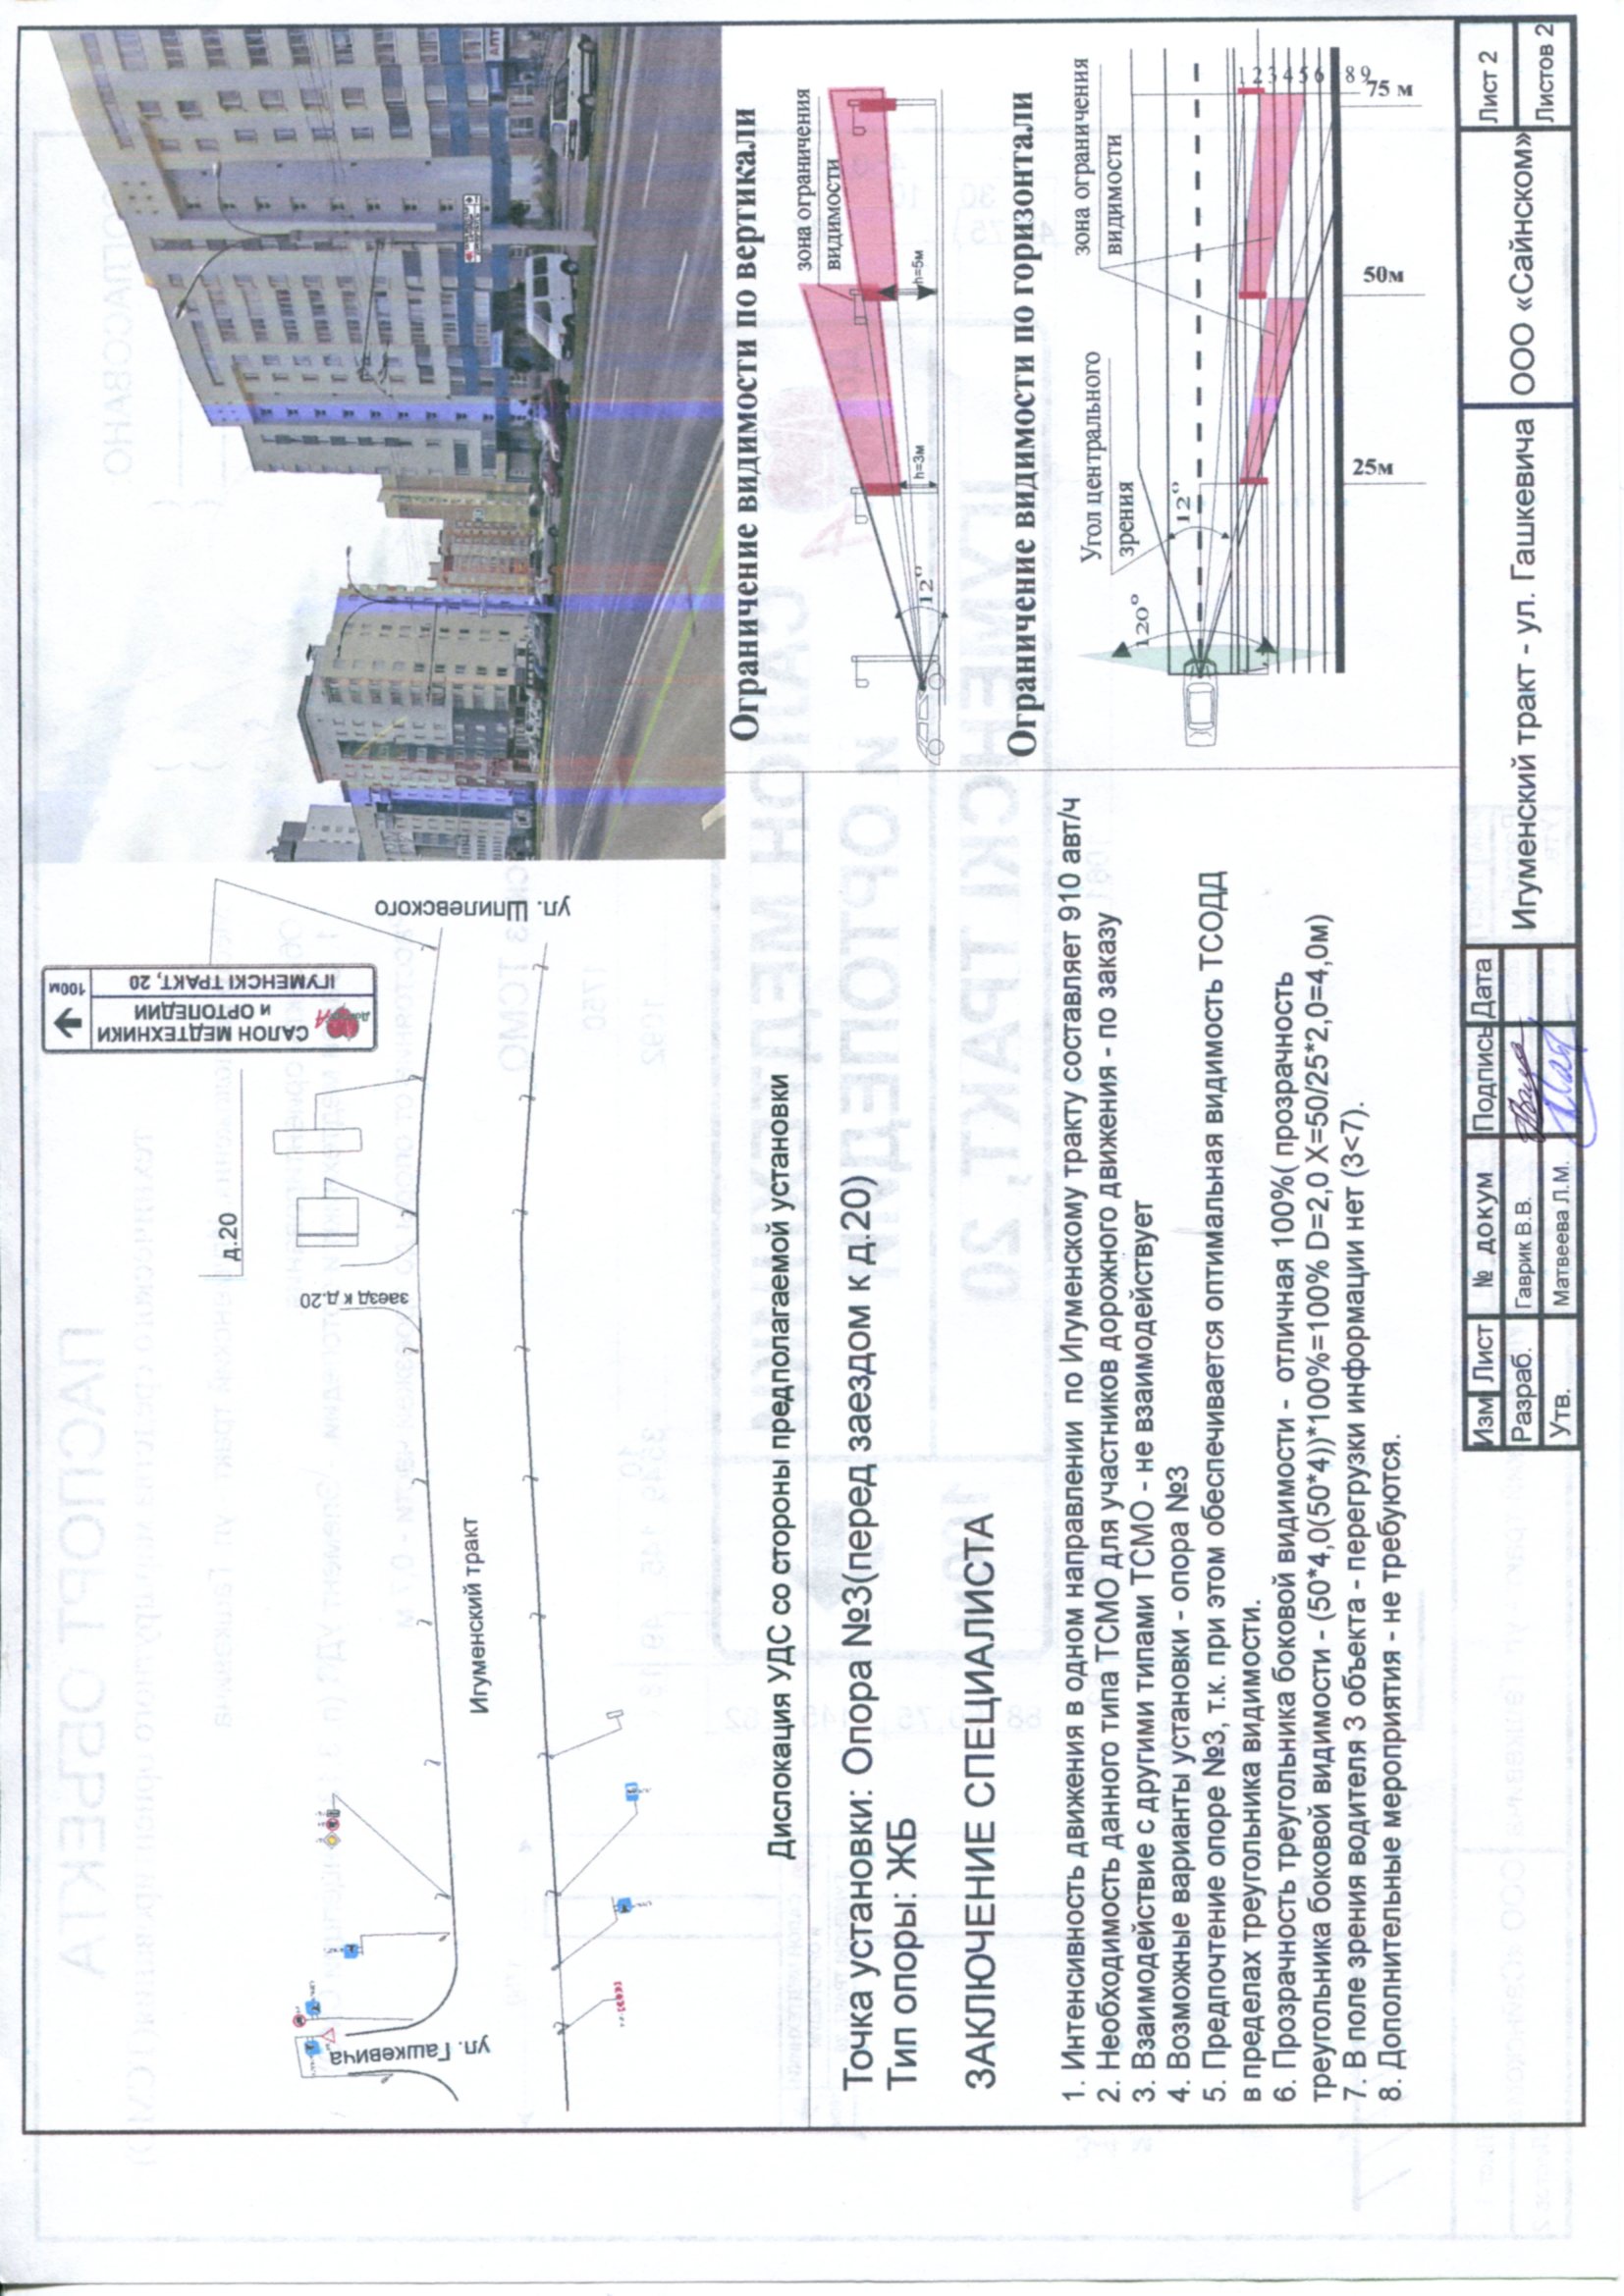 САЛОН МЕДТЕХНИКИ
и ОРТОПЕДИИ
ІГУМЕНСКІ ТРАКТ, 20
100м
ул. Шпилевского
д.20
заезд к д.20
Игуменский тракт
ул. Гашкевича
Дислокация УДС со стороны предполагаемой установки
Точка установки: Опора №3(перед заездом к д.20)
Тип опоры: ЖБ
ЗАКЛЮЧЕНИЕ СПЕЦИАЛИСТА
1. Интенсивность движения в одном направлении по Игуменскому тракту составляет 910 авт/ч
2. Необходимость данного типа ТСМО для участников дорожного движения - по заказу
3. Взаимодействие с другими типами ТСМО - не взаимодействует
4. Возможные варианты установки - опора №3
5. Предпочтение опоре №3, т.к. при этом обеспечивается оптимальная видимость ТСОДД
в пределах треугольника видимости.
6. Прозрачность треугольника боковой видимости - отличная 100%( прозрачность
треугольника боковой видимости - (50*4,0(50*4))*100%=100% D=2,0 X=50/25*2,0=4,0м)
7. В поле зрения водителя 3 объекта - перегрузки информации нет (3<7).
8. Дополнительные мероприятия - не требуются.
АПТ
Ограничение видимости по вертикали
зона ограничения
видимости
h=3м
h=5м
12°
Ограничение видимости по горизонтали
Угол центрального
зрения
зона ограничения
видимости
120°
12°
1 2 3 4 5 6 8 9
25м
50м
75 м
Изм Лист № докум Подпись Дата
Разраб. Гаврик В.В.
Утв. Матвеева Л.М.
Игуменский тракт - ул. Гашкевича
ООО «Сайнском»
Лист 2
Листов 2